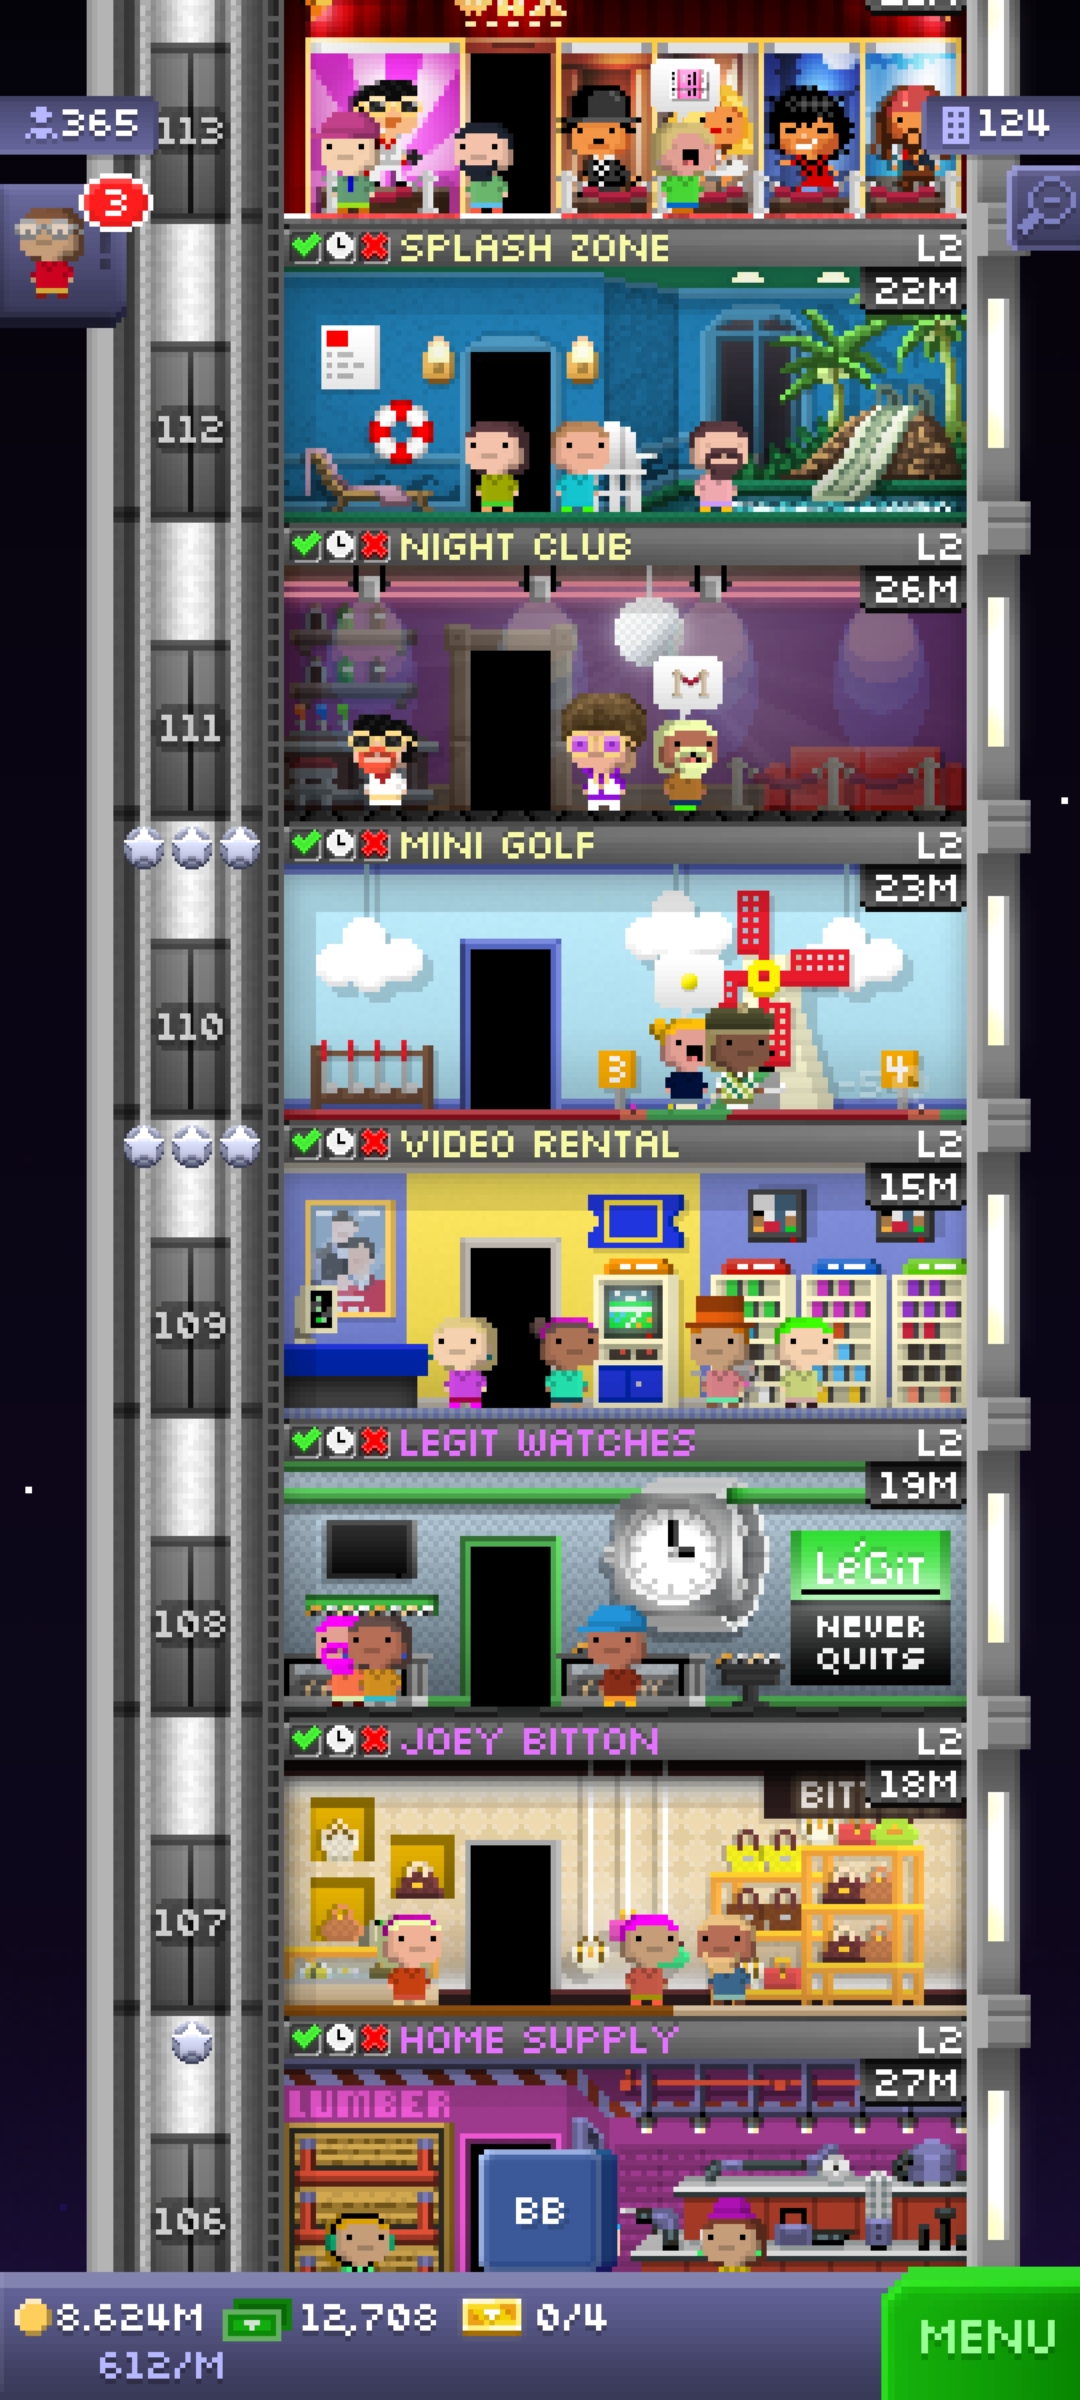 WAX
365
113
124
3
SPLASH ZONE L2
22M
112
NIGHT CLUB L2
26M
111
MINI GOLF L2
23M
110
3
4
VIDEO RENTAL L2
15M
109
LEGIT WATCHES L2
19M
LéGiT
NEVER
QUITS
108
JOEY BITTON L2
18M
BIT
107
HOME SUPPLY L2
27M
LUMBER
106
BB
8.624M 12,708 0/4
612/M
MENU